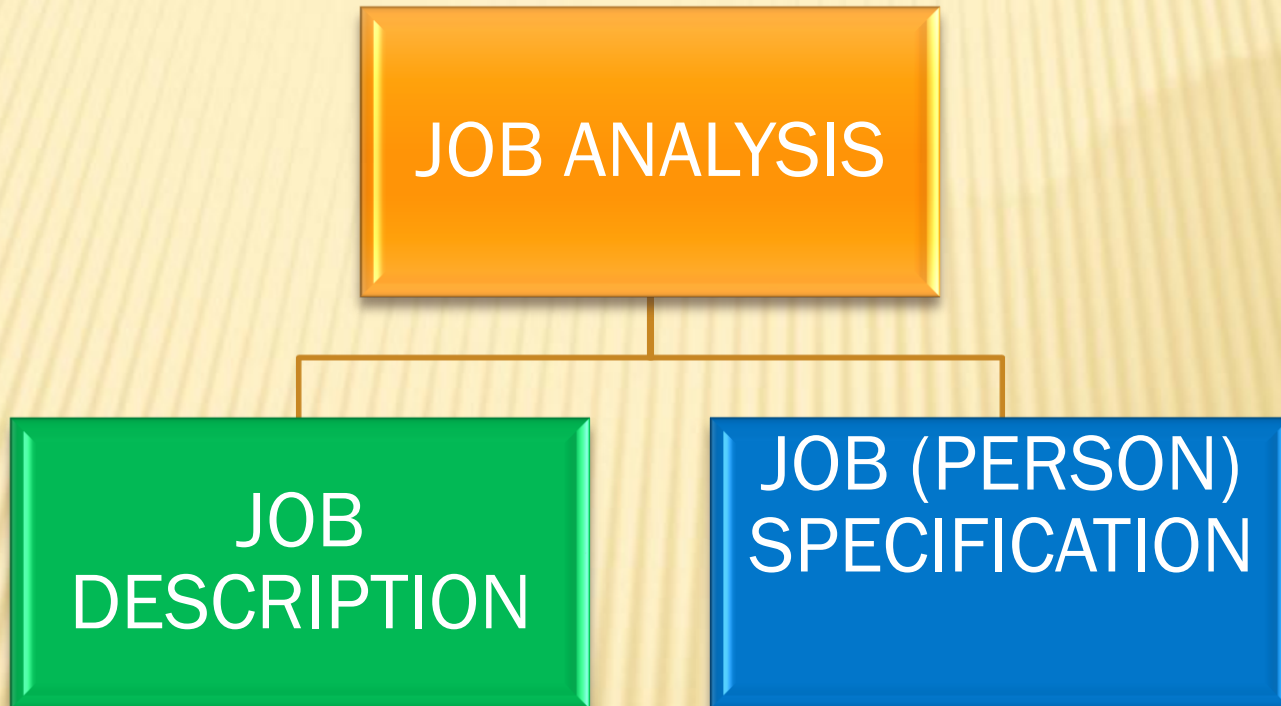 JOB ANALYSIS
JOB
DESCRIPTION
JOB (PERSON)
SPECIFICATION